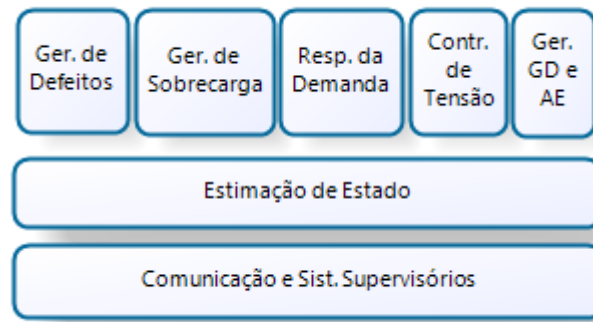 Ger. de
Defeitos
Ger. de
Sobrecarga
Resp. da
Demanda
Contr.
de
Tensão
Ger.
GD e
AE
Estimação de Estado
Comunicação e Sist. Supervisórios